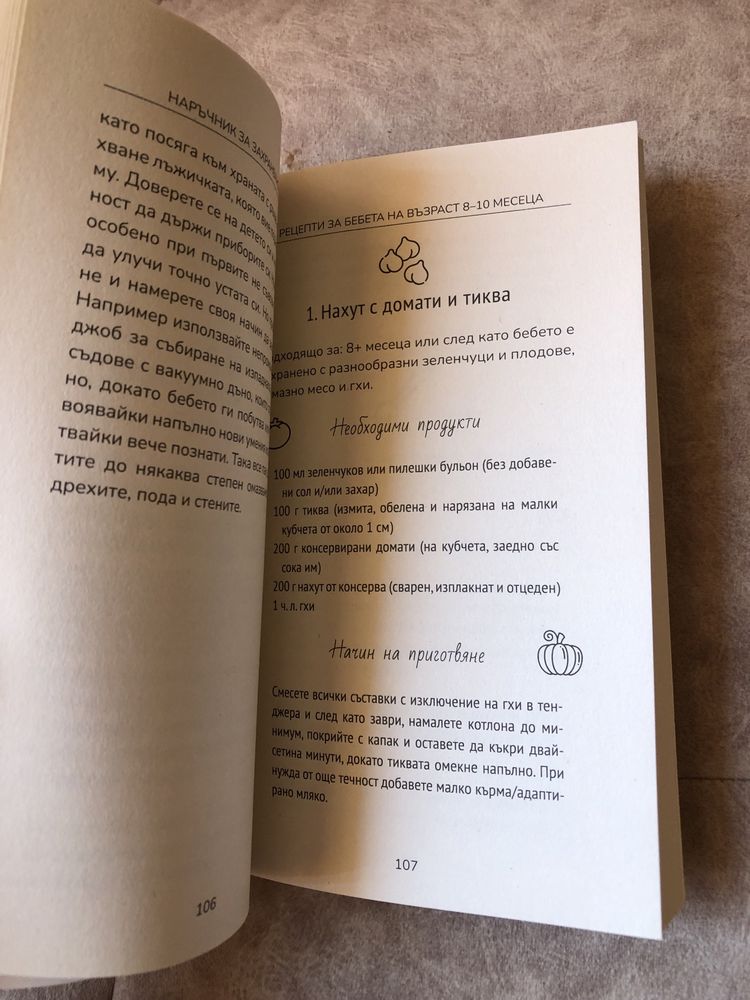 НАРЪЧНИК ЗА
като посяга към храната с
хване лъжичката, която
му. Доверете се на детето си
ност да държи приборите си
особено при първите не
да улучи точно устата си. Но
не и намерете своя начин за
Например използвайте
джоб за събиране на
съдове с вакуумно дъно,
но, докато бебето ги побутва
воявайки напълно нови умения и
твайки вече познати. Така все
тите до някаква степен
дрехите, пода и стените.
106
РЕЦЕПТИ ЗА БЕБЕТА НА ВЪЗРАСТ 8–10 МЕСЕЦА
1. Нахут с домати и тиква
дходящо за: 8+ месеца или след като бебето е
хранено с разнообразни зеленчуци и плодове,
мазно месо и гхи.
Необходими продукти
100 мл зеленчуков или пилешки бульон (без добаве-
ни сол и/или захар)
100 г тиква (измита, обелена и нарязана на малки
кубчета от около 1 см)
200 г консервирани домати (на кубчета, заедно със
сока им)
200 г нахут от консерва (сварен, изплакнат и отцеден)
1 ч. л. гхи
Начин на приготвяне
Смесете всички съставки с изключение на гхи в тен-
джера и след като заври, намалете котлона до ми-
нимум, покрийте с капак и оставете да къкри двай-
сетина минути, докато тиквата омекне напълно. При
нужда от още течност добавете малко кърма/адапти-
рано мляко.
107